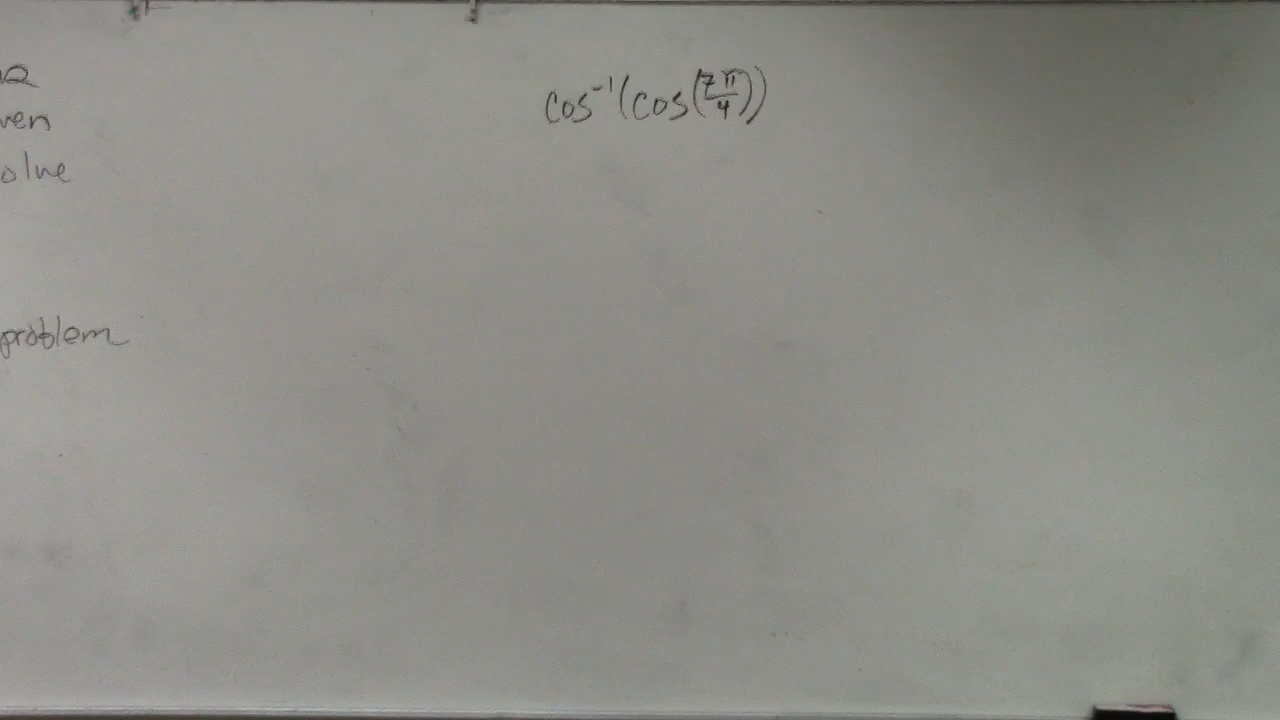 cos⁻¹(cos(7π/4))
ven
olve
problem